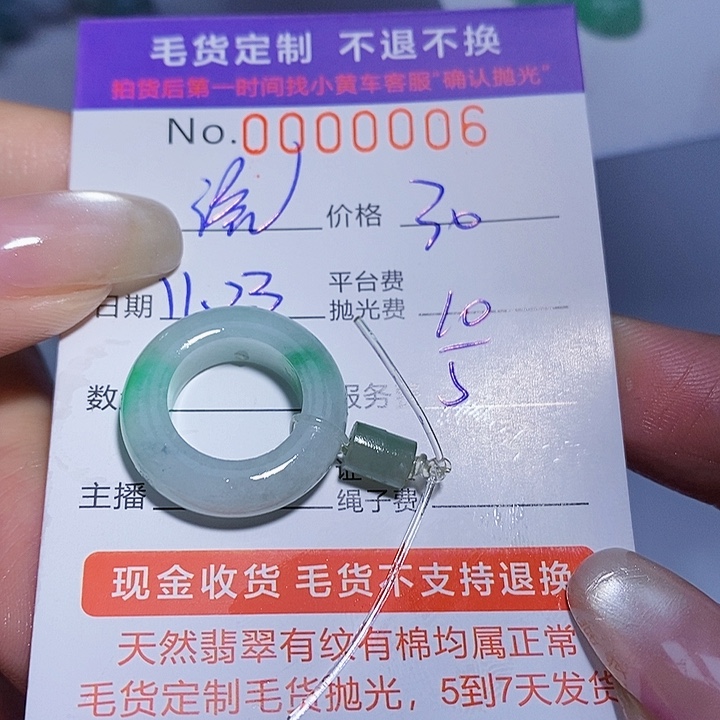 毛货定制 不退不换
拍货后第一时间找小黄车客服"确认抛光"
No.0000006
价格 30
日期 11.23 平台费
抛光费 10
数 服务 5
主播
绳子费
现金收货 毛货不支持退换
天然翡翠有纹有棉均属正常
毛货定制毛货抛光，5到7天发货